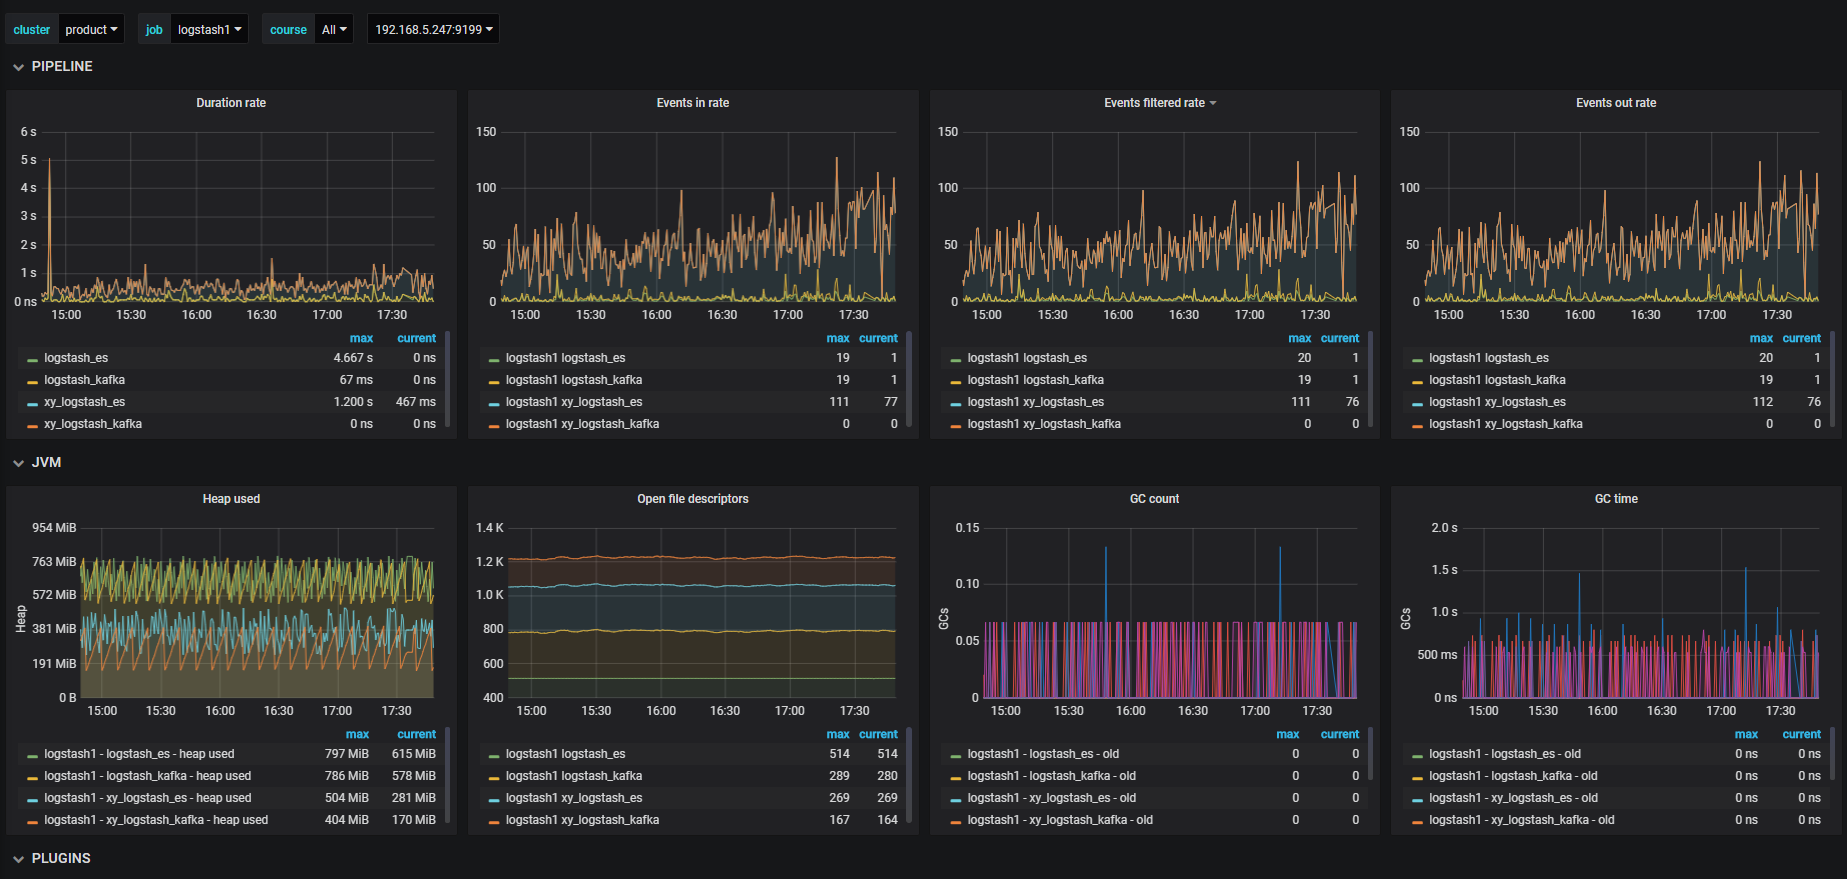 cluster product job logstash1 course All 192.168.5.247:9199
PIPELINE
Duration rate
6 s
5 s
4 s
3 s
2 s
1 s
0 ns
15:00 15:30 16:00 16:30 17:00 17:30
max current
logstash_es 4.667 s 0 ns
logstash_kafka 67 ms 0 ns
xy_logstash_es 1.200 s 467 ms
xy_logstash_kafka 0 ns 0 ns
Events in rate
150
100
50
0
15:00 15:30 16:00 16:30 17:00 17:30
max current
logstash1 logstash_es 19 1
logstash1 logstash_kafka 19 1
logstash1 xy_logstash_es 111 77
logstash1 xy_logstash_kafka 0 0
Events filtered rate
150
100
50
0
15:00 15:30 16:00 16:30 17:00 17:30
max current
logstash1 logstash_es 20 1
logstash1 logstash_kafka 19 1
logstash1 xy_logstash_es 111 76
logstash1 xy_logstash_kafka 0 0
Events out rate
150
100
50
0
15:00 15:30 16:00 16:30 17:00 17:30
max current
logstash1 logstash_es 20 1
logstash1 logstash_kafka 19 1
logstash1 xy_logstash_es 112 76
logstash1 xy_logstash_kafka 0 0
JVM
Heap used
Heap
954 MiB
763 MiB
572 MiB
381 MiB
191 MiB
0 B
15:00 15:30 16:00 16:30 17:00 17:30
max current
logstash1 - logstash_es - heap used 797 MiB 615 MiB
logstash1 - logstash_kafka - heap used 786 MiB 578 MiB
logstash1 - xy_logstash_es - heap used 504 MiB 281 MiB
logstash1 - xy_logstash_kafka - heap used 404 MiB 170 MiB
Open file descriptors
1.4 K
1.2 K
1.0 K
800
600
400
15:00 15:30 16:00 16:30 17:00 17:30
max current
logstash1 logstash_es 514 514
logstash1 logstash_kafka 289 280
logstash1 xy_logstash_es 269 269
logstash1 xy_logstash_kafka 167 164
GC count
GCs
0.15
0.10
0.05
0
15:00 15:30 16:00 16:30 17:00 17:30
max current
logstash1 - logstash_es - old 0 0
logstash1 - logstash_kafka - old 0 0
logstash1 - xy_logstash_es - old 0 0
logstash1 - xy_logstash_kafka - old 0 0
GC time
GCs
2.0 s
1.5 s
1.0 s
500 ms
0 ns
15:00 15:30 16:00 16:30 17:00 17:30
max current
logstash1 - logstash_es - old 0 ns 0 ns
logstash1 - logstash_kafka - old 0 ns 0 ns
logstash1 - xy_logstash_es - old 0 ns 0 ns
logstash1 - xy_logstash_kafka - old 0 ns 0 ns
PLUGINS